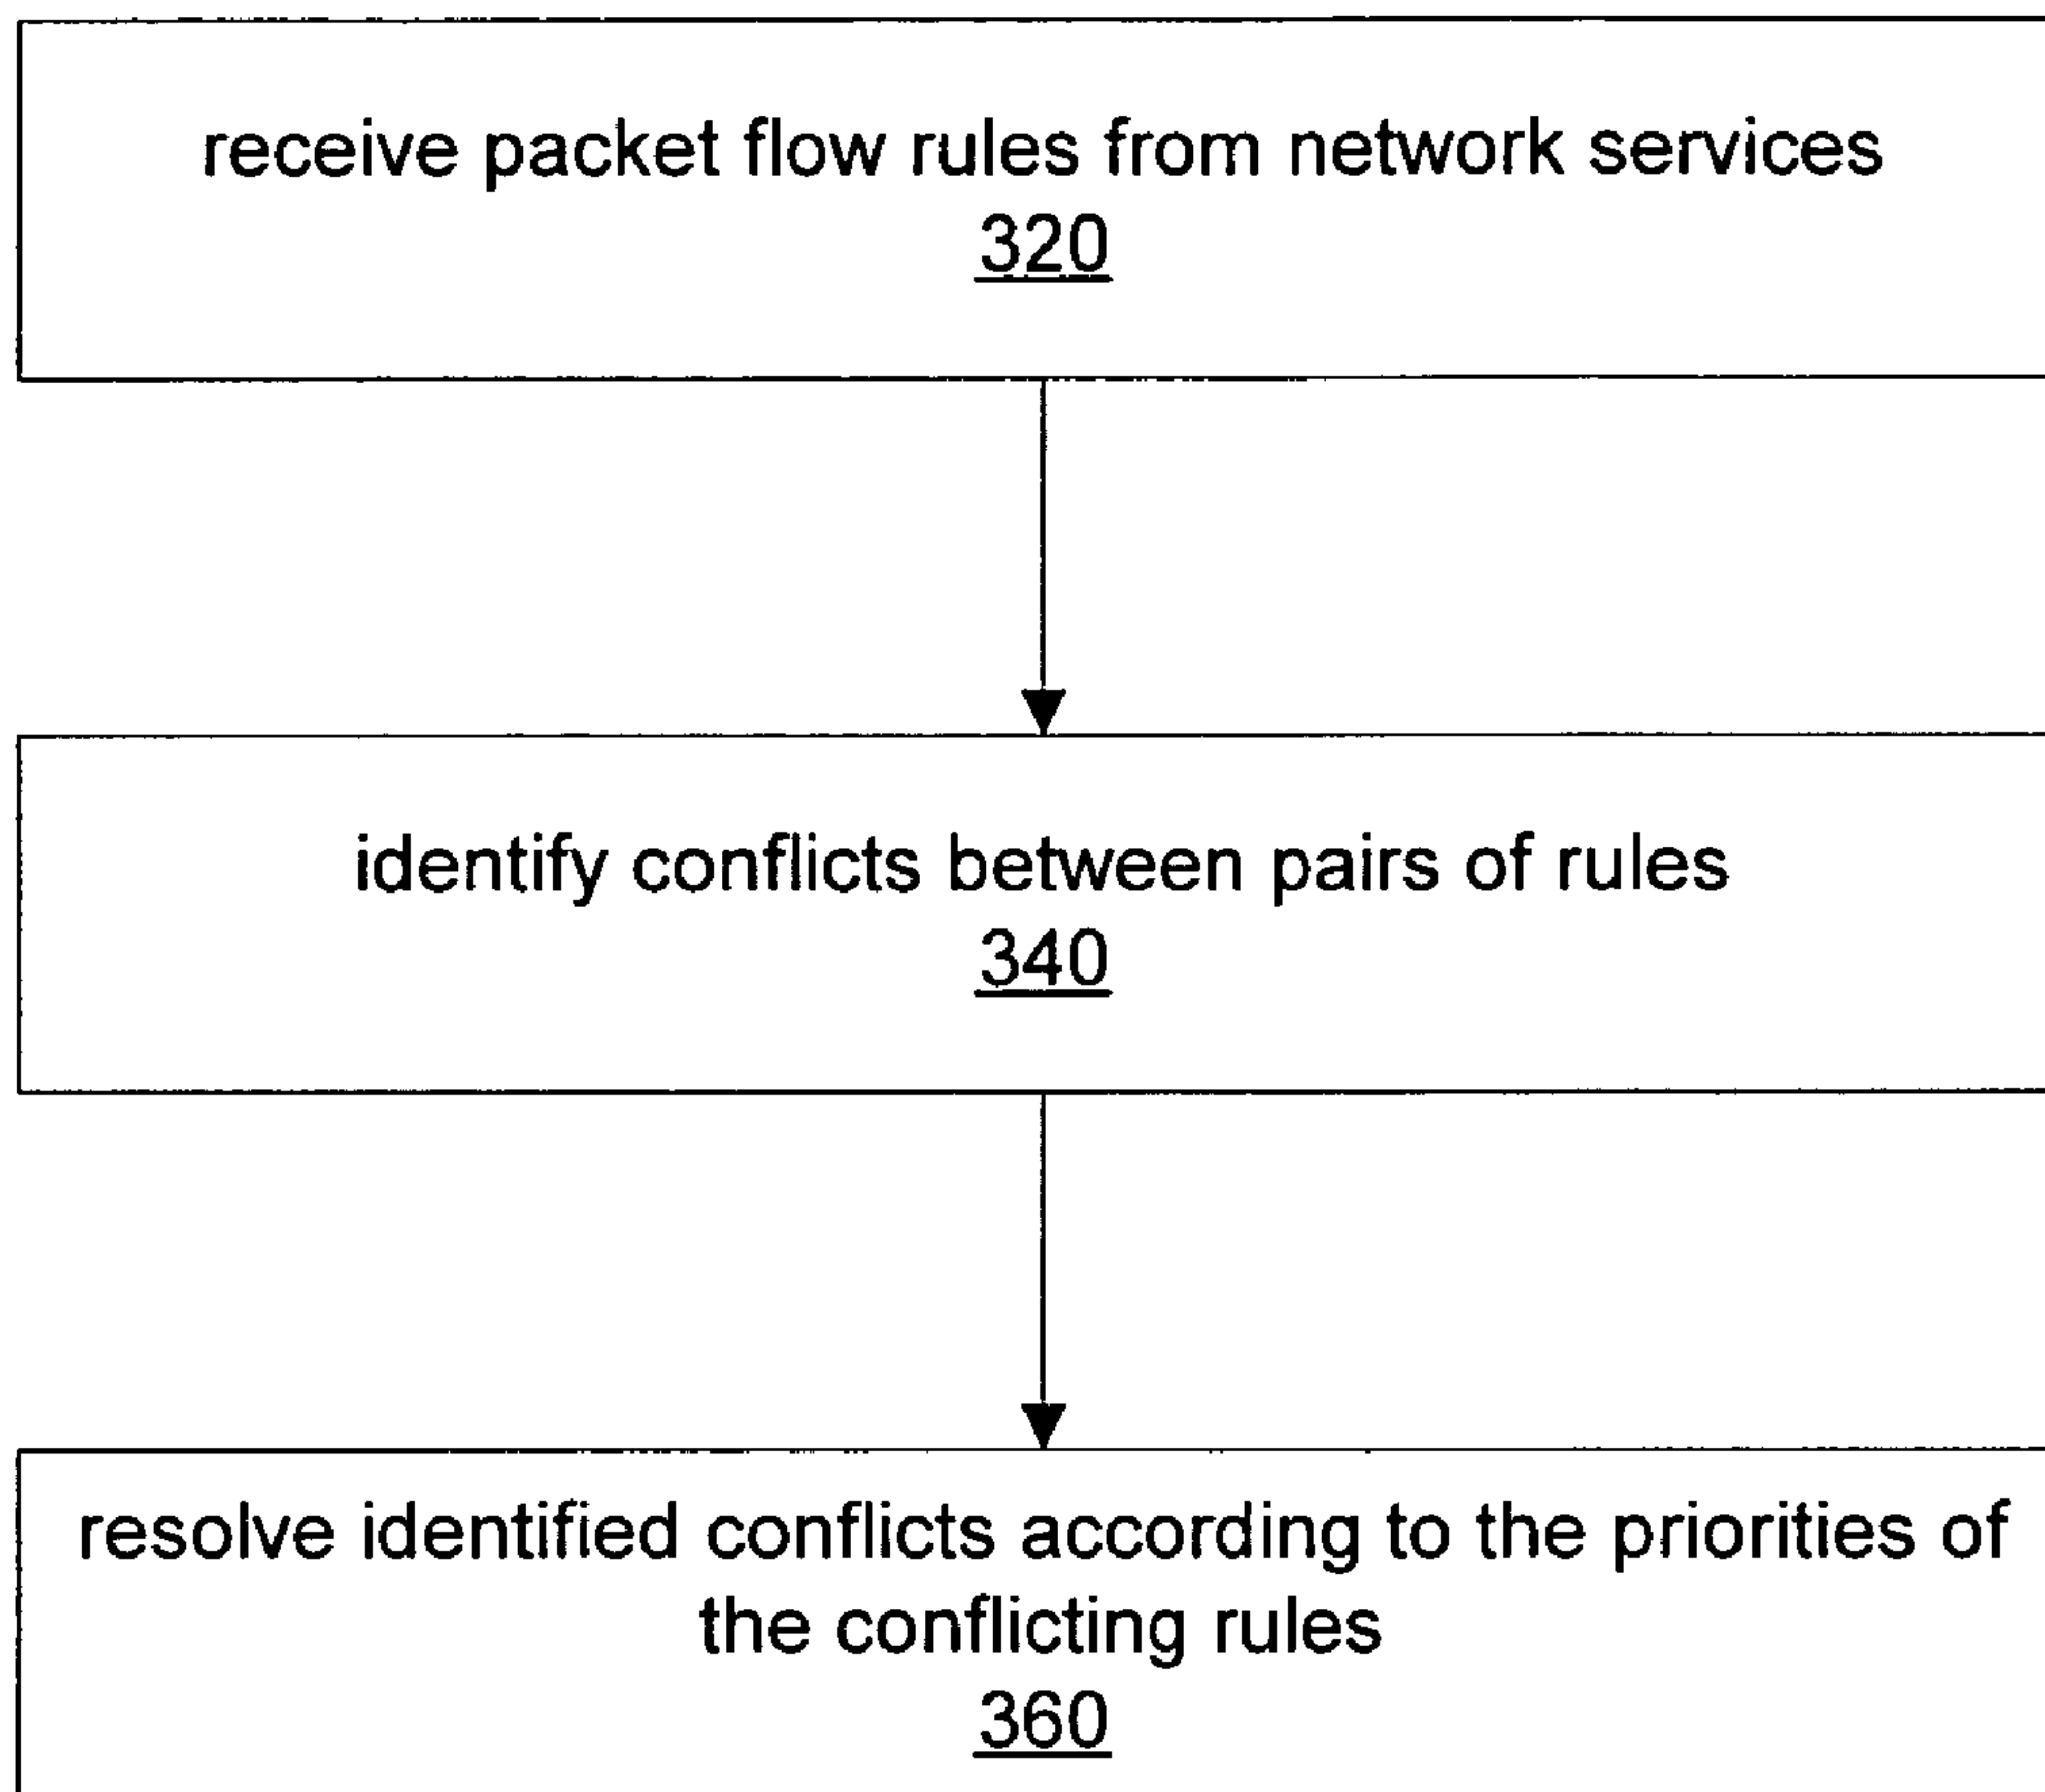 receive packet flow rules from network services
320
identify conflicts between pairs of rules
340
resolve identified conflicts according to the priorities of
the conflicting rules
360